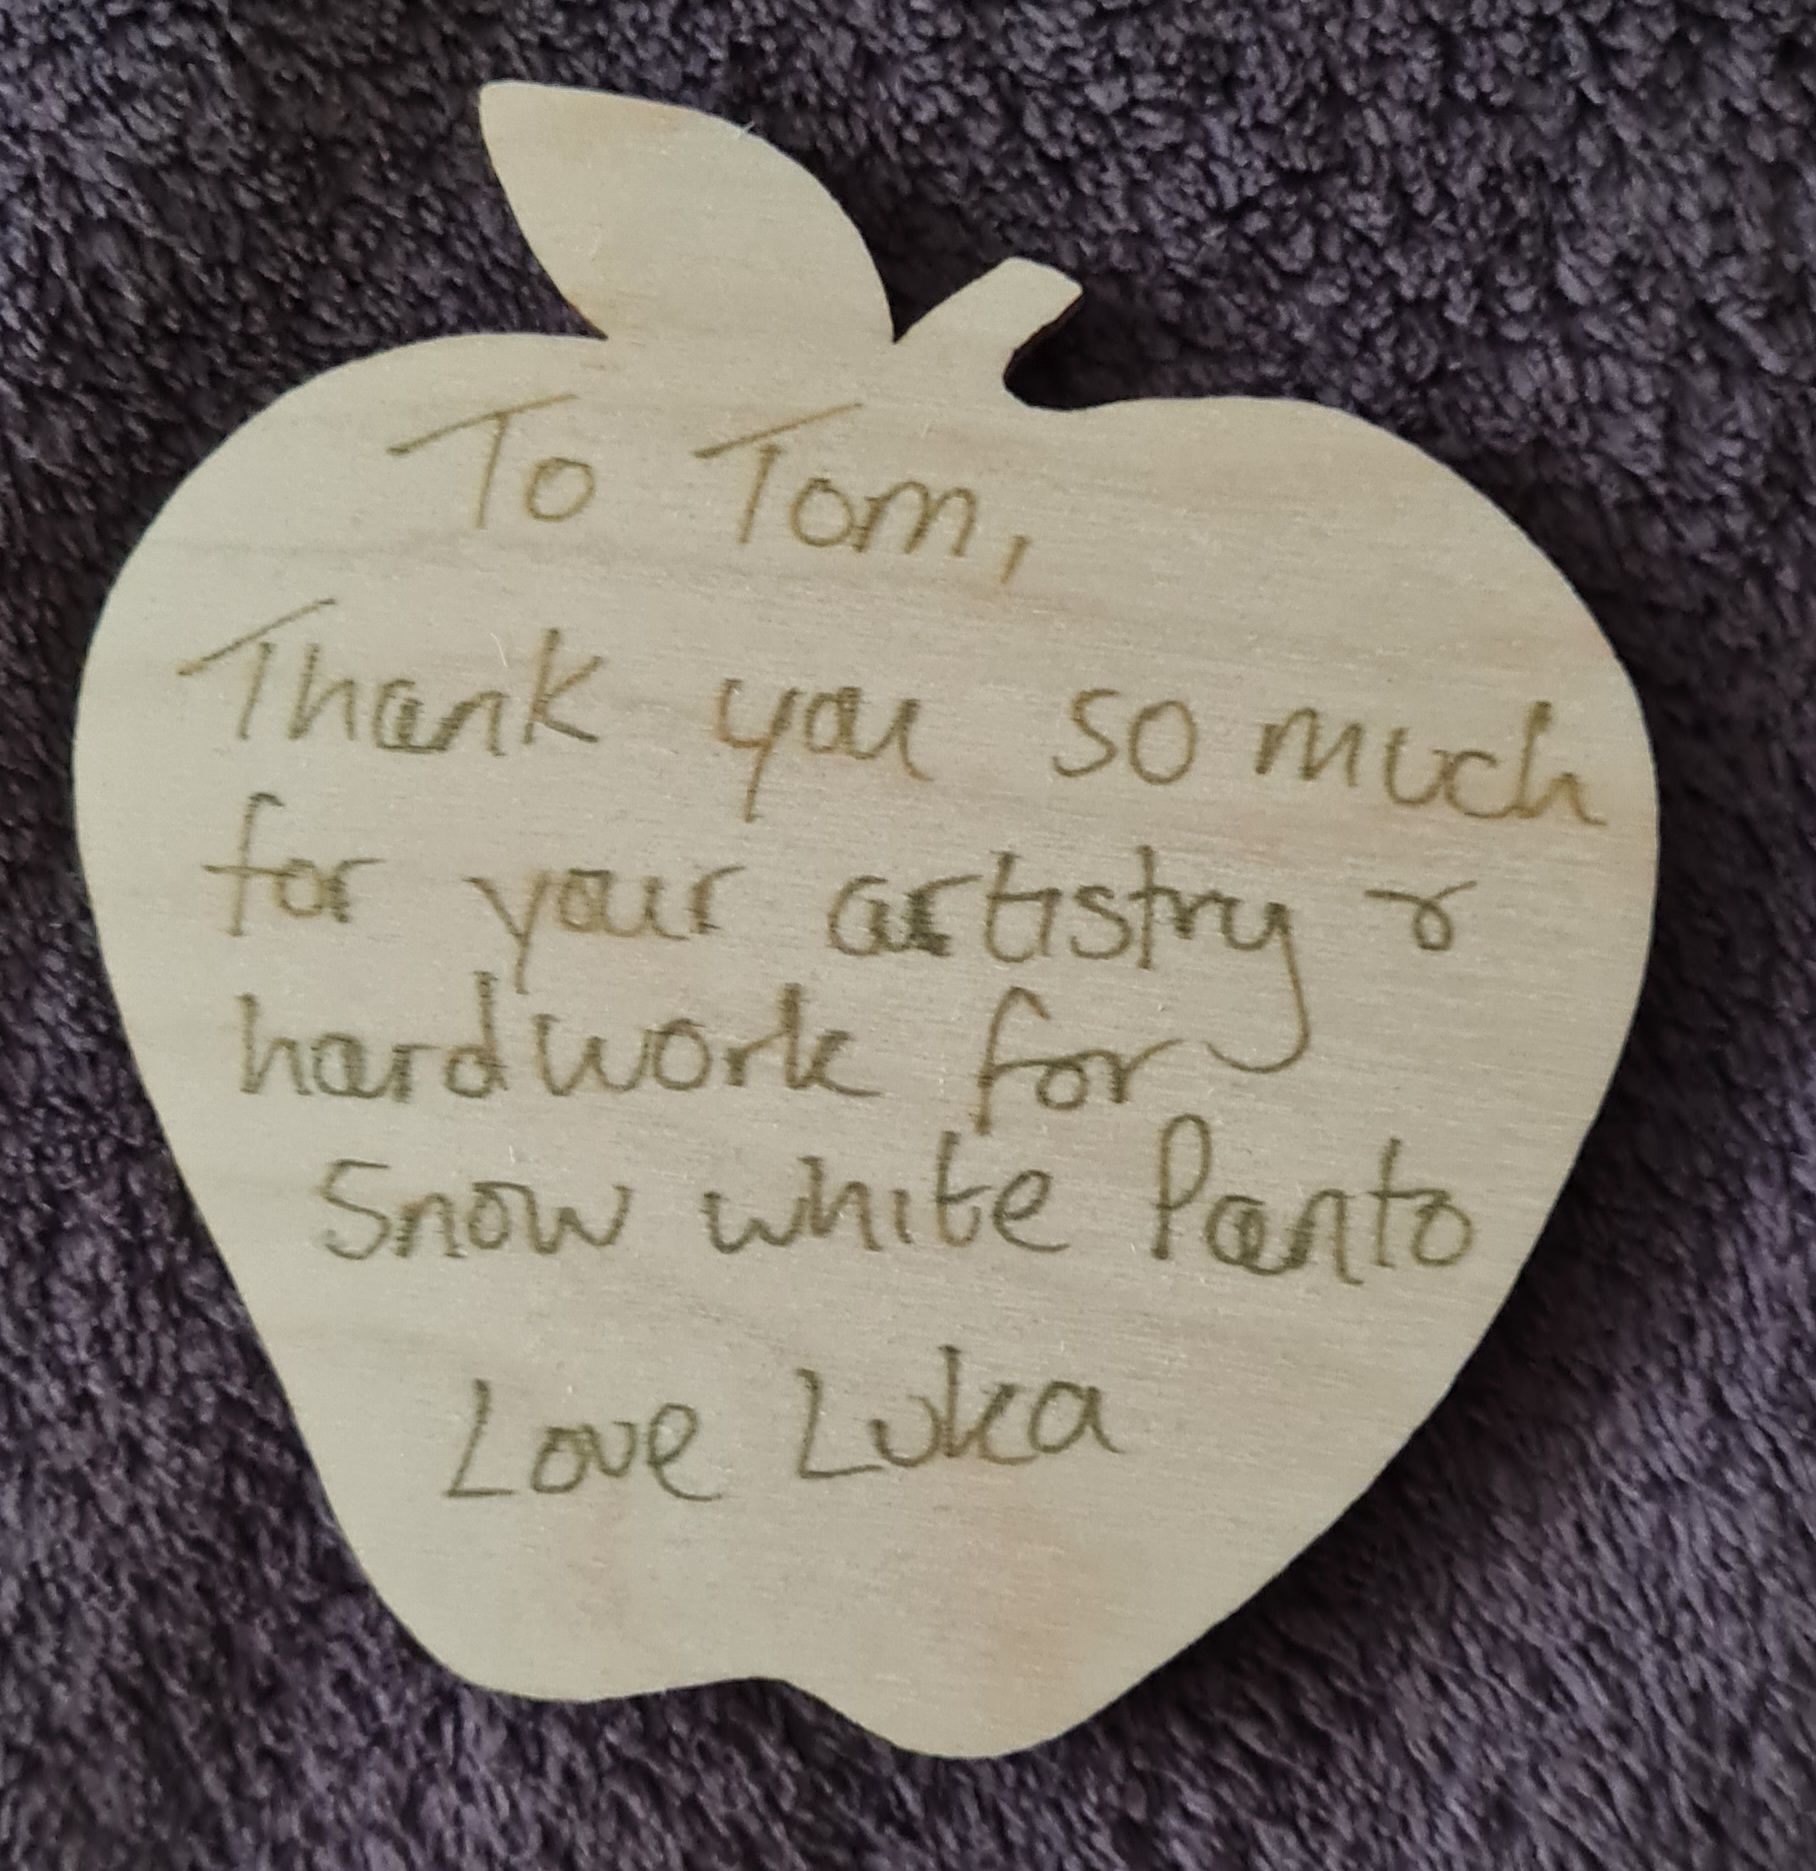 To Tom,
Thank you so much
for your artistry &
hardwork for
Snow white Panto
Love Luka